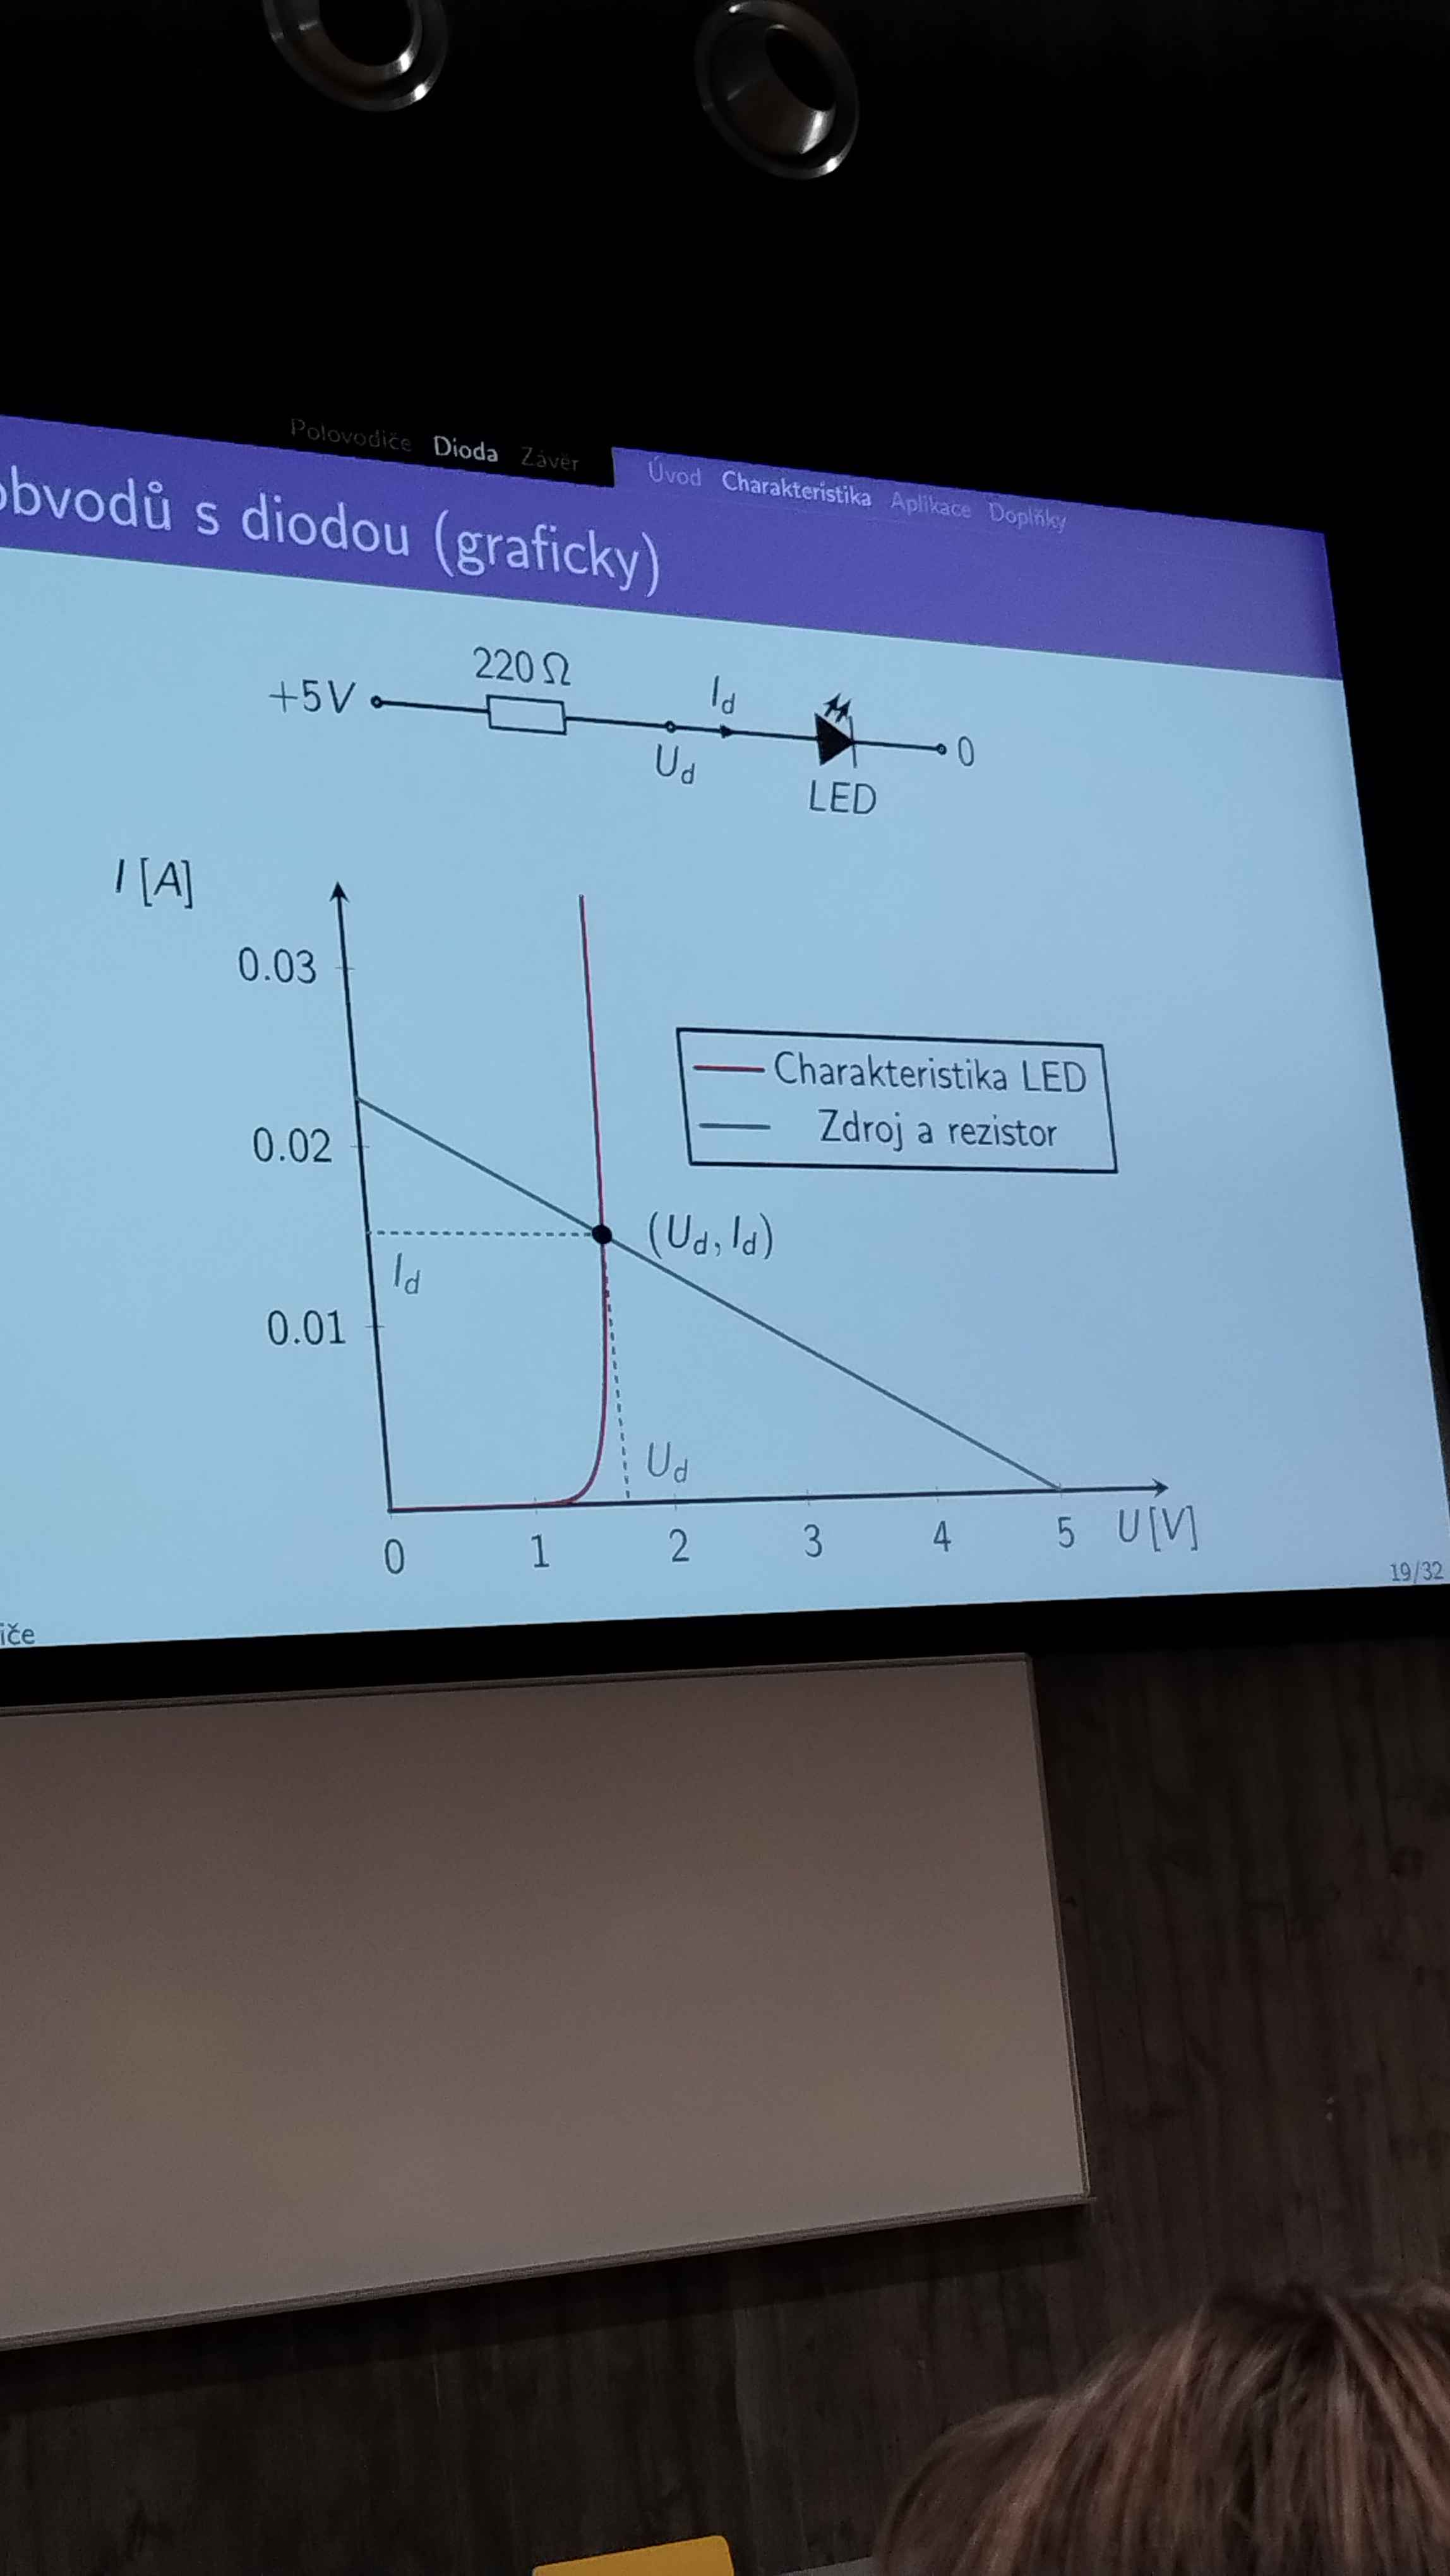 Polovodiče Dioda Závěr
Úvod Charakteristika Aplikace Doplňky
obvodů s diodou (graficky)
220 Ω
+5V
I_d
U_d
LED
0
I [A]
0.03
0.02
0.01
Charakteristika LED
Zdroj a rezistor
(U_d, I_d)
I_d
U_d
0 1 2 3 4 5 U [V]
19/32
iče